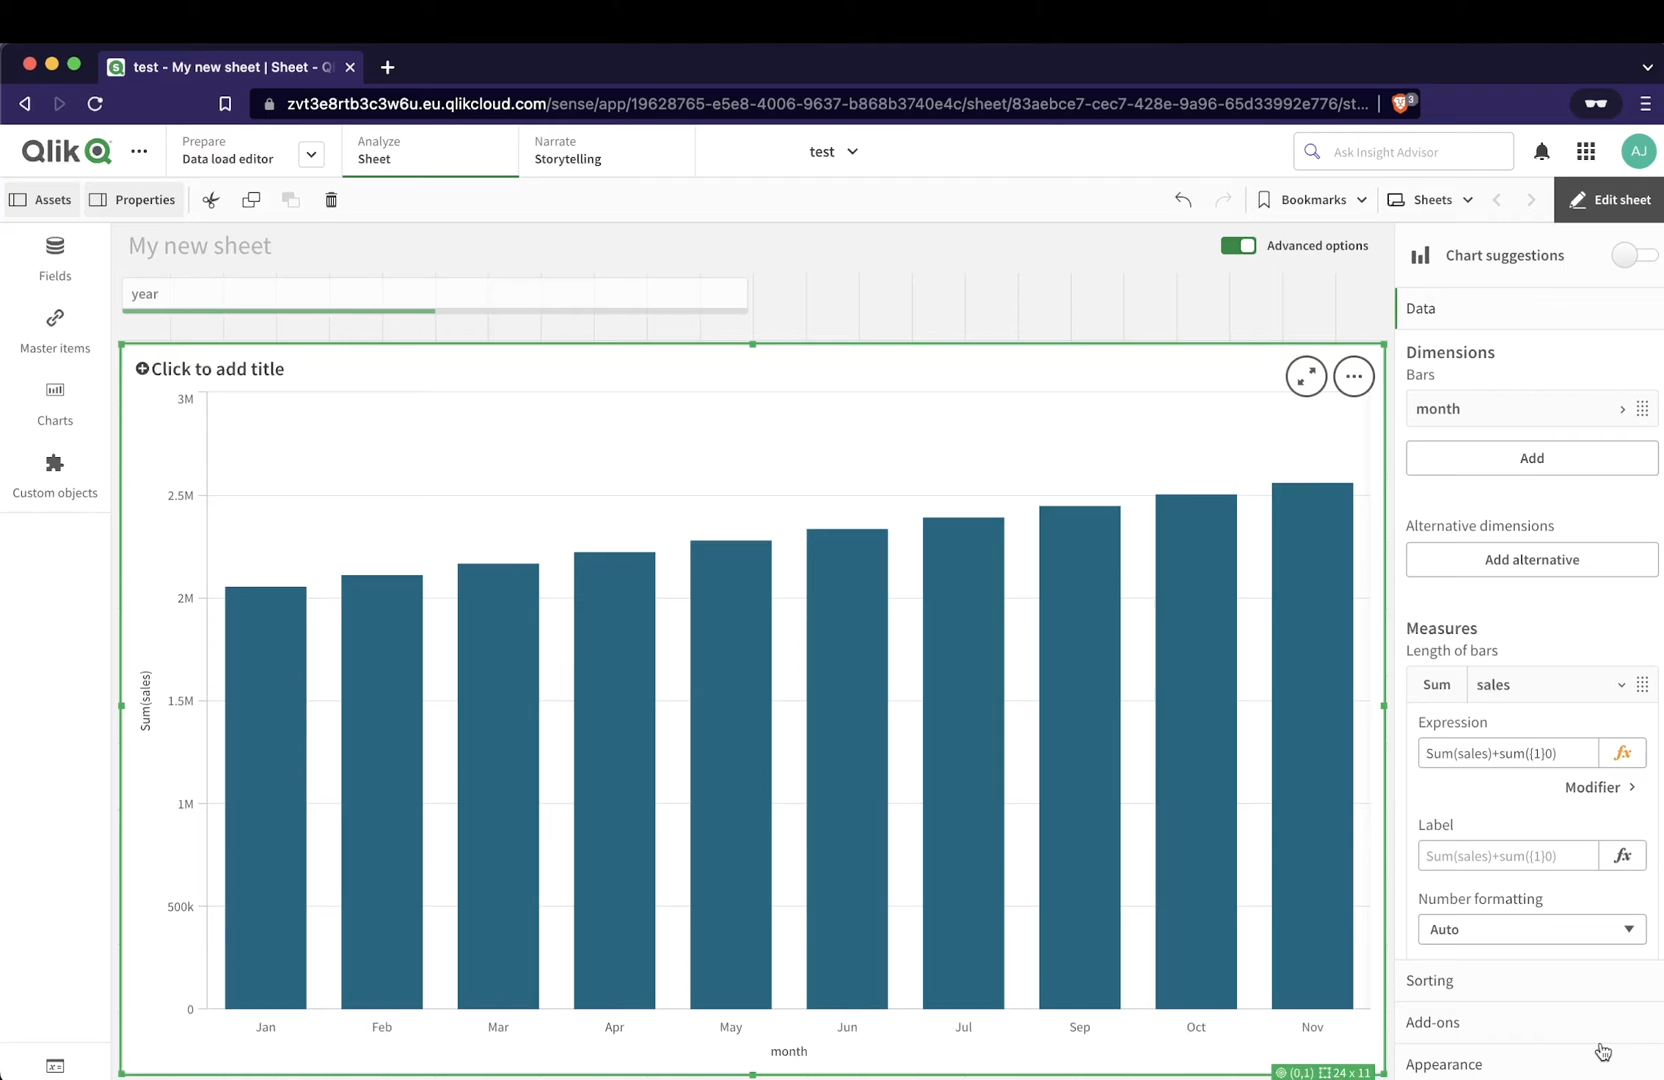 test - My new sheet | Sheet - Q
zvt3e8rtb3c3w6u.eu.qlikcloud.com/sense/app/19628765-e5e8-4006-9637-b868b3740e4c/sheet/83aebce7-cec7-428e-9a96-65d33992e776/st...
3
Qlik
Prepare
Data load editor
Analyze
Sheet
Narrate
Storytelling
test
Ask Insight Advisor
AJ
Assets
Properties
Bookmarks
Sheets
Edit sheet
Fields
Master items
Charts
Custom objects
My new sheet
Advanced options
year
Click to add title
3M
2.5M
2M
1.5M
1M
500k
0
Sum(sales)
Jan
Feb
Mar
Apr
May
Jun
Jul
Sep
Oct
Nov
month
(0,1) 24 x 11
Chart suggestions
Data
Dimensions
Bars
month
Add
Alternative dimensions
Add alternative
Measures
Length of bars
Sum
sales
Expression
Sum(sales)+sum({1}0)
fx
Modifier
Label
Sum(sales)+sum({1}0)
fx
Number formatting
Auto
Sorting
Add-ons
Appearance